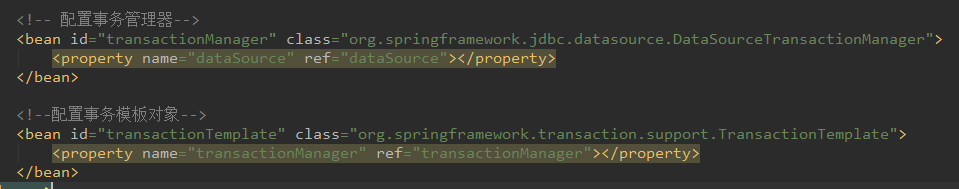 <!-- 配置事务管理器-->
<bean id="transactionManager" class="org.springframework.jdbc.datasource.DataSourceTransactionManager">
<property name="dataSource" ref="dataSource"></property>
</bean>
<!--配置事务模板对象-->
<bean id="transactionTemplate" class="org.springframework.transaction.support.TransactionTemplate">
<property name="transactionManager" ref="transactionManager"></property>
</bean>